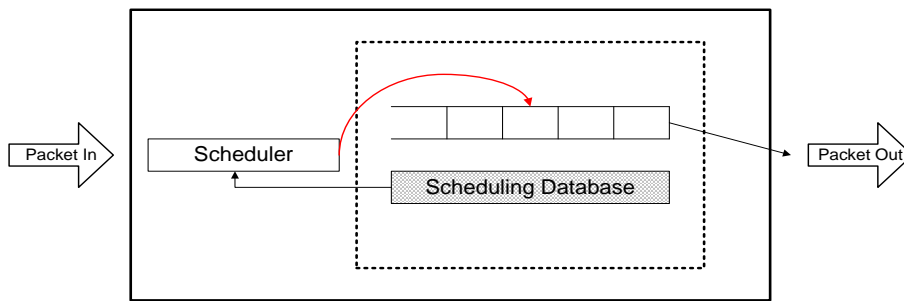 Packet In
Scheduler
Scheduling Database
Packet Out